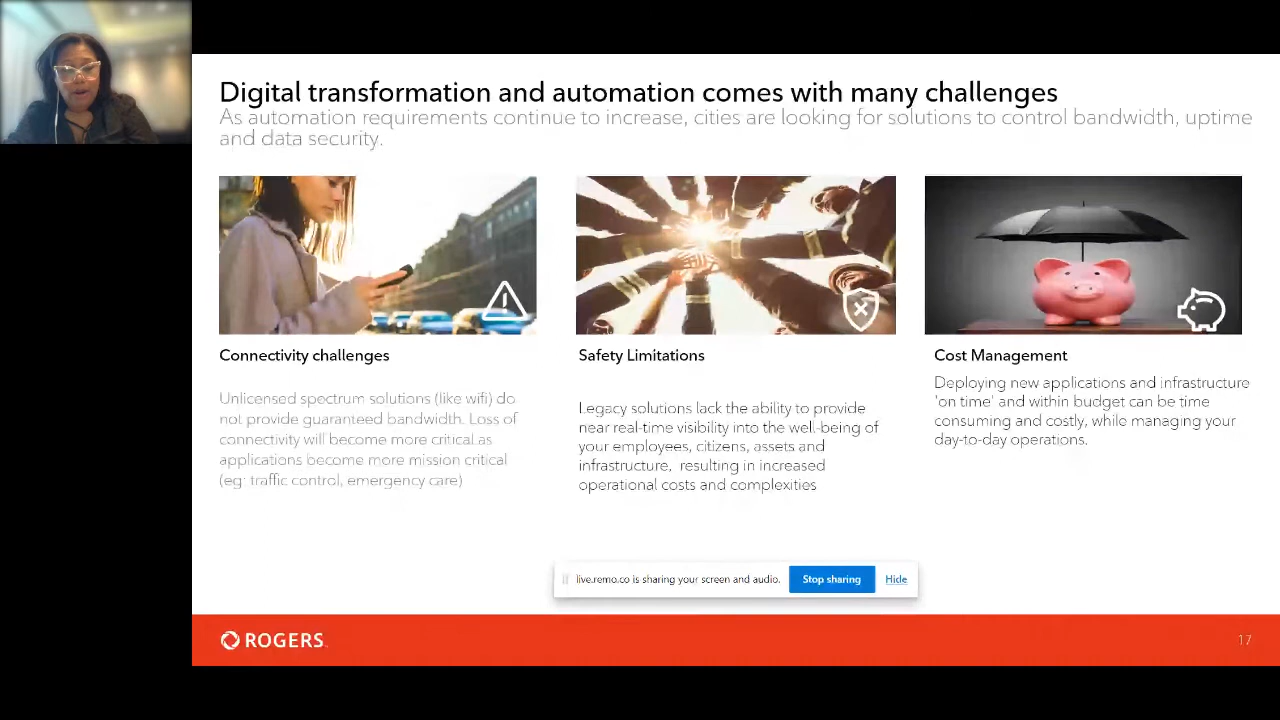 Digital transformation and automation comes with many challenges
As automation requirements continue to increase, cities are looking for solutions to control bandwidth, uptime
and data security.
Connectivity challenges
Unlicensed spectrum solutions (like wifi) do
not provide guaranteed bandwidth. Loss of
connectivity will become more critical as
applications become more mission critical
(eg: traffic control, emergency care)
Safety Limitations
Legacy solutions lack the ability to provide
near real-time visibility into the well-being of
your employees, citizens, assets and
infrastructure, resulting in increased
operational costs and complexities
Cost Management
Deploying new applications and infrastructure
'on time' and within budget can be time
consuming and costly, while managing your
day-to-day operations.
live.remo.co is sharing your screen and audio. Stop sharing Hide
ROGERS
17